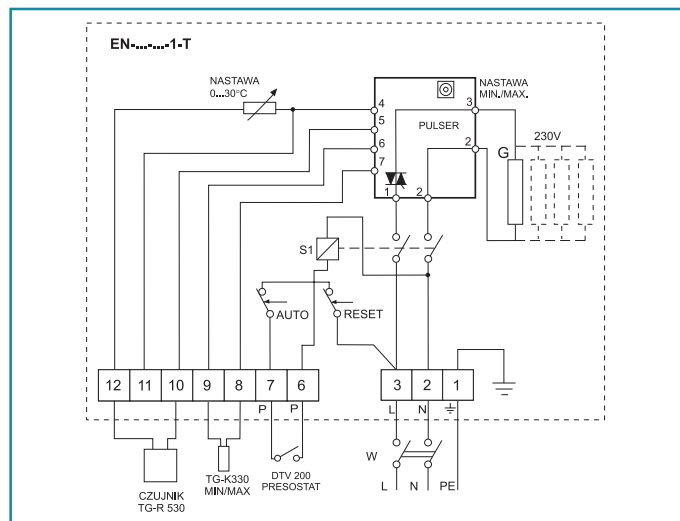 EN-...-...-1-T
NASTAWA
0...30°C
NASTAWA
MIN./MAX.
4
3
5
PULSER
6
2
7
1
2
G
230V
S1
AUTO
RESET
12
11
10
9
8
7
6
3
2
1
P
P
L
N
W
CZUJNIK
TG-R 530
TG-K330
MIN/MAX
DTV 200
PRESOSTAT
L
N
PE